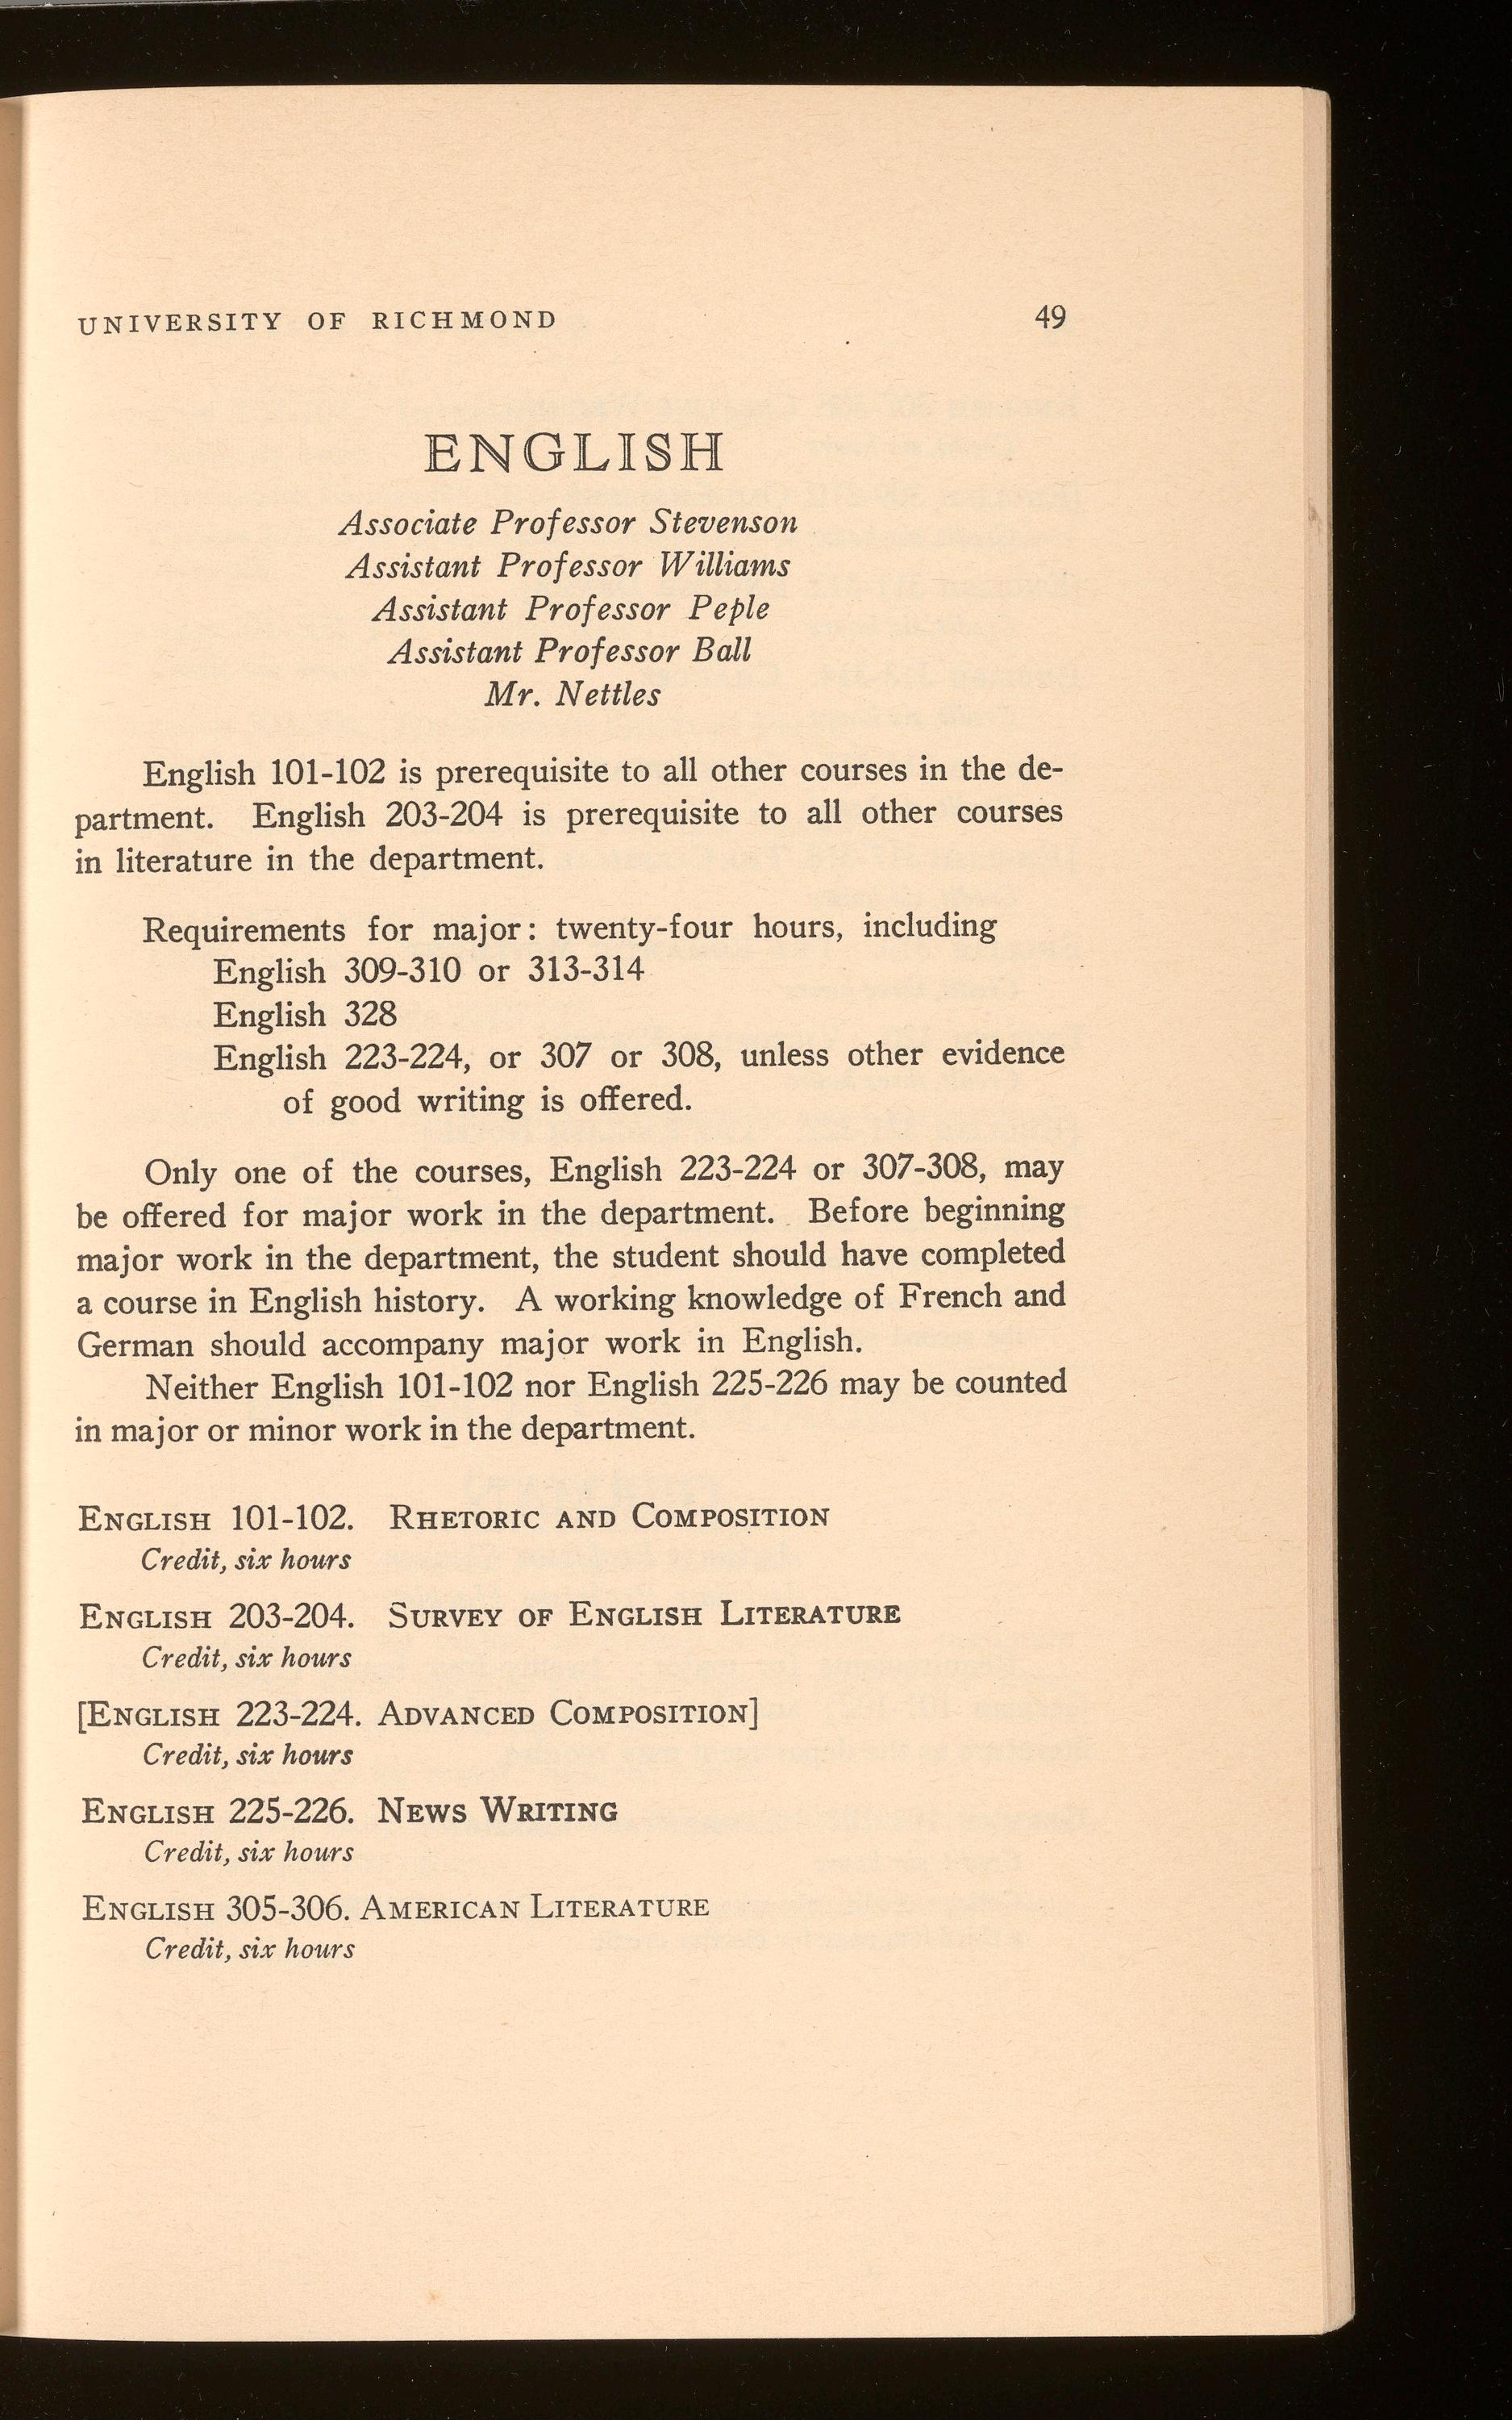 UNIVERSITY OF RICHMOND 49
ENGLISH
Associate Professor Stevenson
Assistant Professor Williams
Assistant Professor Peple
Assistant Professor Ball
Mr. Nettles
English 101-102 is prerequisite to all other courses in the de-
partment. English 203-204 is prerequisite to all other courses
in literature in the department.
Requirements for major: twenty-four hours, including
English 309-310 or 313-314
English 328
English 223-224, or 307 or 308, unless other evidence
of good writing is offered.
Only one of the courses, English 223-224 or 307-308, may
be offered for major work in the department. Before beginning
major work in the department, the student should have completed
a course in English history. A working knowledge of French and
German should accompany major work in English.
Neither English 101-102 nor English 225-226 may be counted
in major or minor work in the department.
ENGLISH 101-102. RHETORIC AND COMPOSITION
Credit, six hours
ENGLISH 203-204. SURVEY OF ENGLISH LITERATURE
Credit, six hours
[ENGLISH 223-224. ADVANCED COMPOSITION]
Credit, six hours
ENGLISH 225-226. NEWS WRITING
Credit, six hours
ENGLISH 305-306. AMERICAN LITERATURE
Credit, six hours